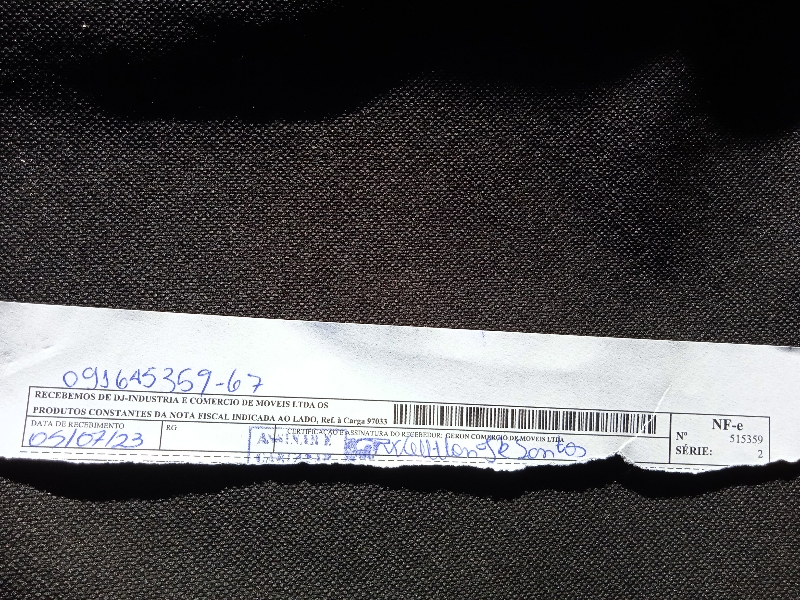 091645359-67
RECEBEMOS DE DJ-INDUSTRIA E COMERCIO DE MOVEIS LTDA OS
PRODUTOS CONSTANTES DA NOTA FISCAL INDICADA AO LADO, Ref. à Carga 97033
DATA DE RECEBIMENTO
05/07/23
RG
CERTIFICAÇÃO E ASSINATURA DO RECEBEDOR: GERON COMERCIO DE MOVEIS LTDA
Santos
NF-e
Nº 515359
SÉRIE: 2